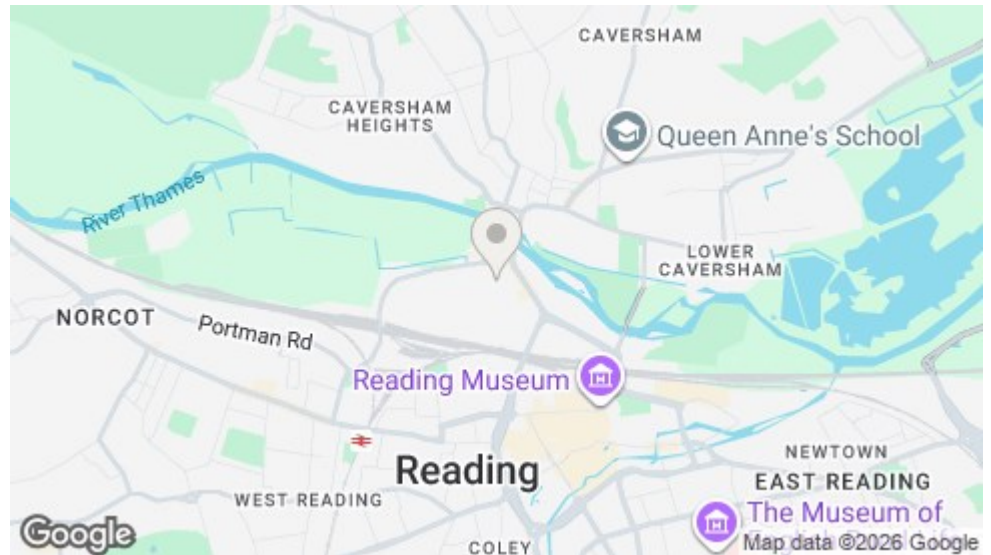 CAVERSHAM
CAVERSHAM
HEIGHTS
Queen Anne's School
River Thames
LOWER
CAVERSHAM
NORCOT
Portman Rd
Reading Museum
Reading
NEWTOWN
EAST READING
WEST READING
The Museum of
COLEY
Google
Map data ©2026 Google